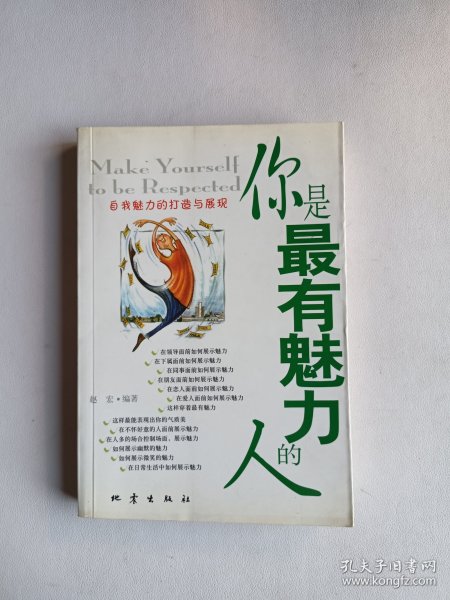 Make Yourself
to be Respected
自我魅力的打造与展现
你是最有魅力的人
在领导面前如何展示魅力
在下属面前如何展示魅力
在同事面前如何展示魅力
在朋友面前如何展示魅力
在恋人面前如何展示魅力
在爱人面前如何展示魅力
这样穿着最有魅力
赵 宏·编著
这样最能表现出你的气质美
在不怀好意的人面前展示魅力
在人多的场合控制场面,展示魅力
如何展示幽默的魅力
如何展示微笑的魅力
在日常生活中如何展示魅力
地震出版社
孔夫子旧书网
www.kongfz.com